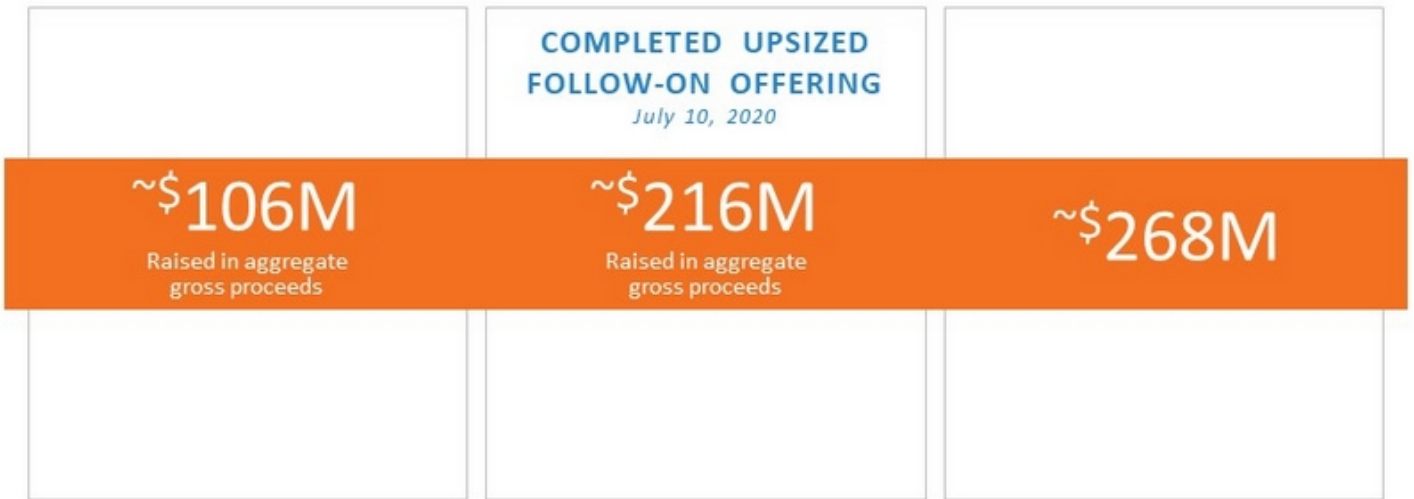 COMPLETED UPSIZED
FOLLOW-ON OFFERING
July 10, 2020
~$106M
Raised in aggregate
gross proceeds
~$216M
Raised in aggregate
gross proceeds
~$268M